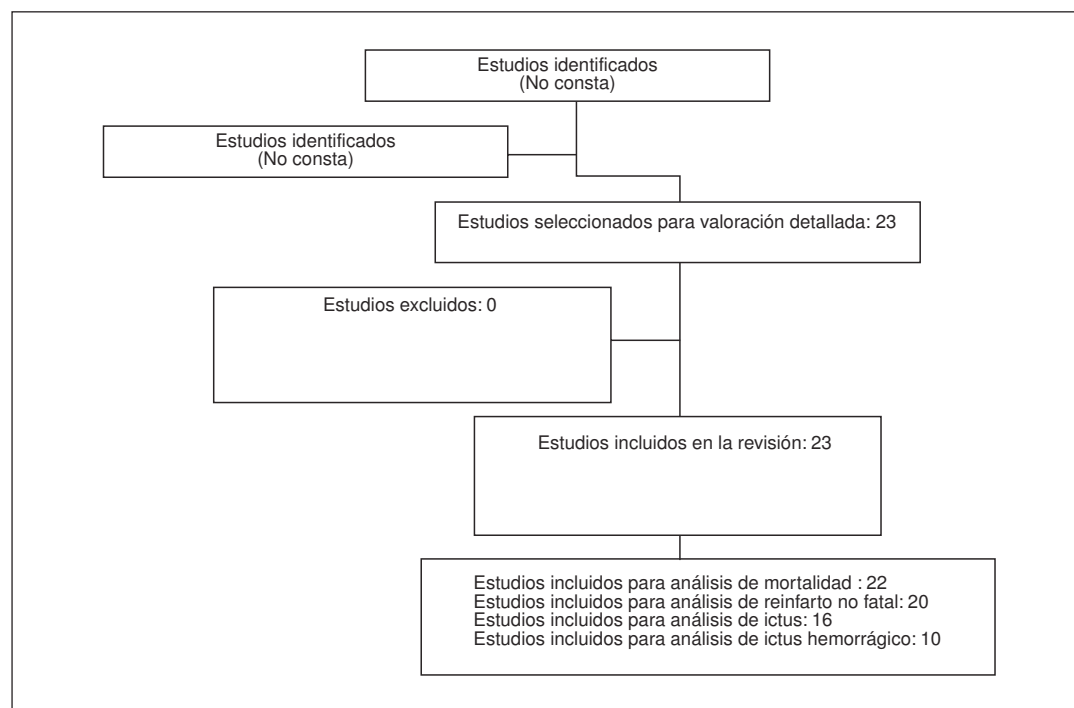 Estudios identificados
(No consta)
Estudios identificados
(No consta)
Estudios seleccionados para valoración detallada: 23
Estudios excluidos: 0
Estudios incluidos en la revisión: 23
Estudios incluidos para análisis de mortalidad : 22
Estudios incluidos para análisis de reinfarto no fatal: 20
Estudios incluidos para análisis de ictus: 16
Estudios incluidos para análisis de ictus hemorrágico: 10